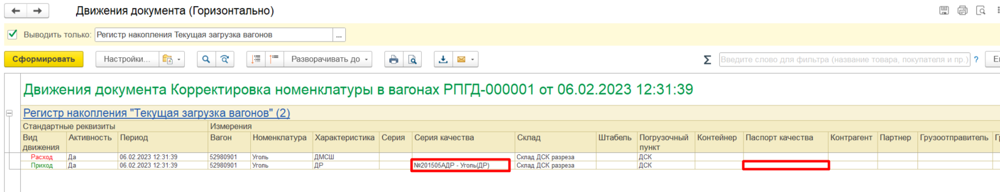 Движения документа (Горизонтально)
Выводить только: Регистр накопления Текущая загрузка вагонов ...
Сформировать Настройки... Разворачивать до Σ Введите слово для фильтра (название товара, покупателя и пр.) ?
Движения документа Корректировка номенклатуры в вагонах РПГД-000001 от 06.02.2023 12:31:39
Регистр накопления "Текущая загрузка вагонов" (2)
Стандартные реквизиты Измерения
Вид движения Активность Период Вагон Номенклатура Характеристика Серия Серия качества Склад Штабель Погрузочный пункт Контейнер Паспорт качества Контрагент Партнер Грузоотправитель
Расход Да 06.02.2023 12:31:39 52980901 Уголь ДМСШ Склад ДСК разреза ДСК
Приход Да 06.02.2023 12:31:39 52980901 Уголь ДР №201505АДР - Уголь(ДР) Склад ДСК разреза ДСК